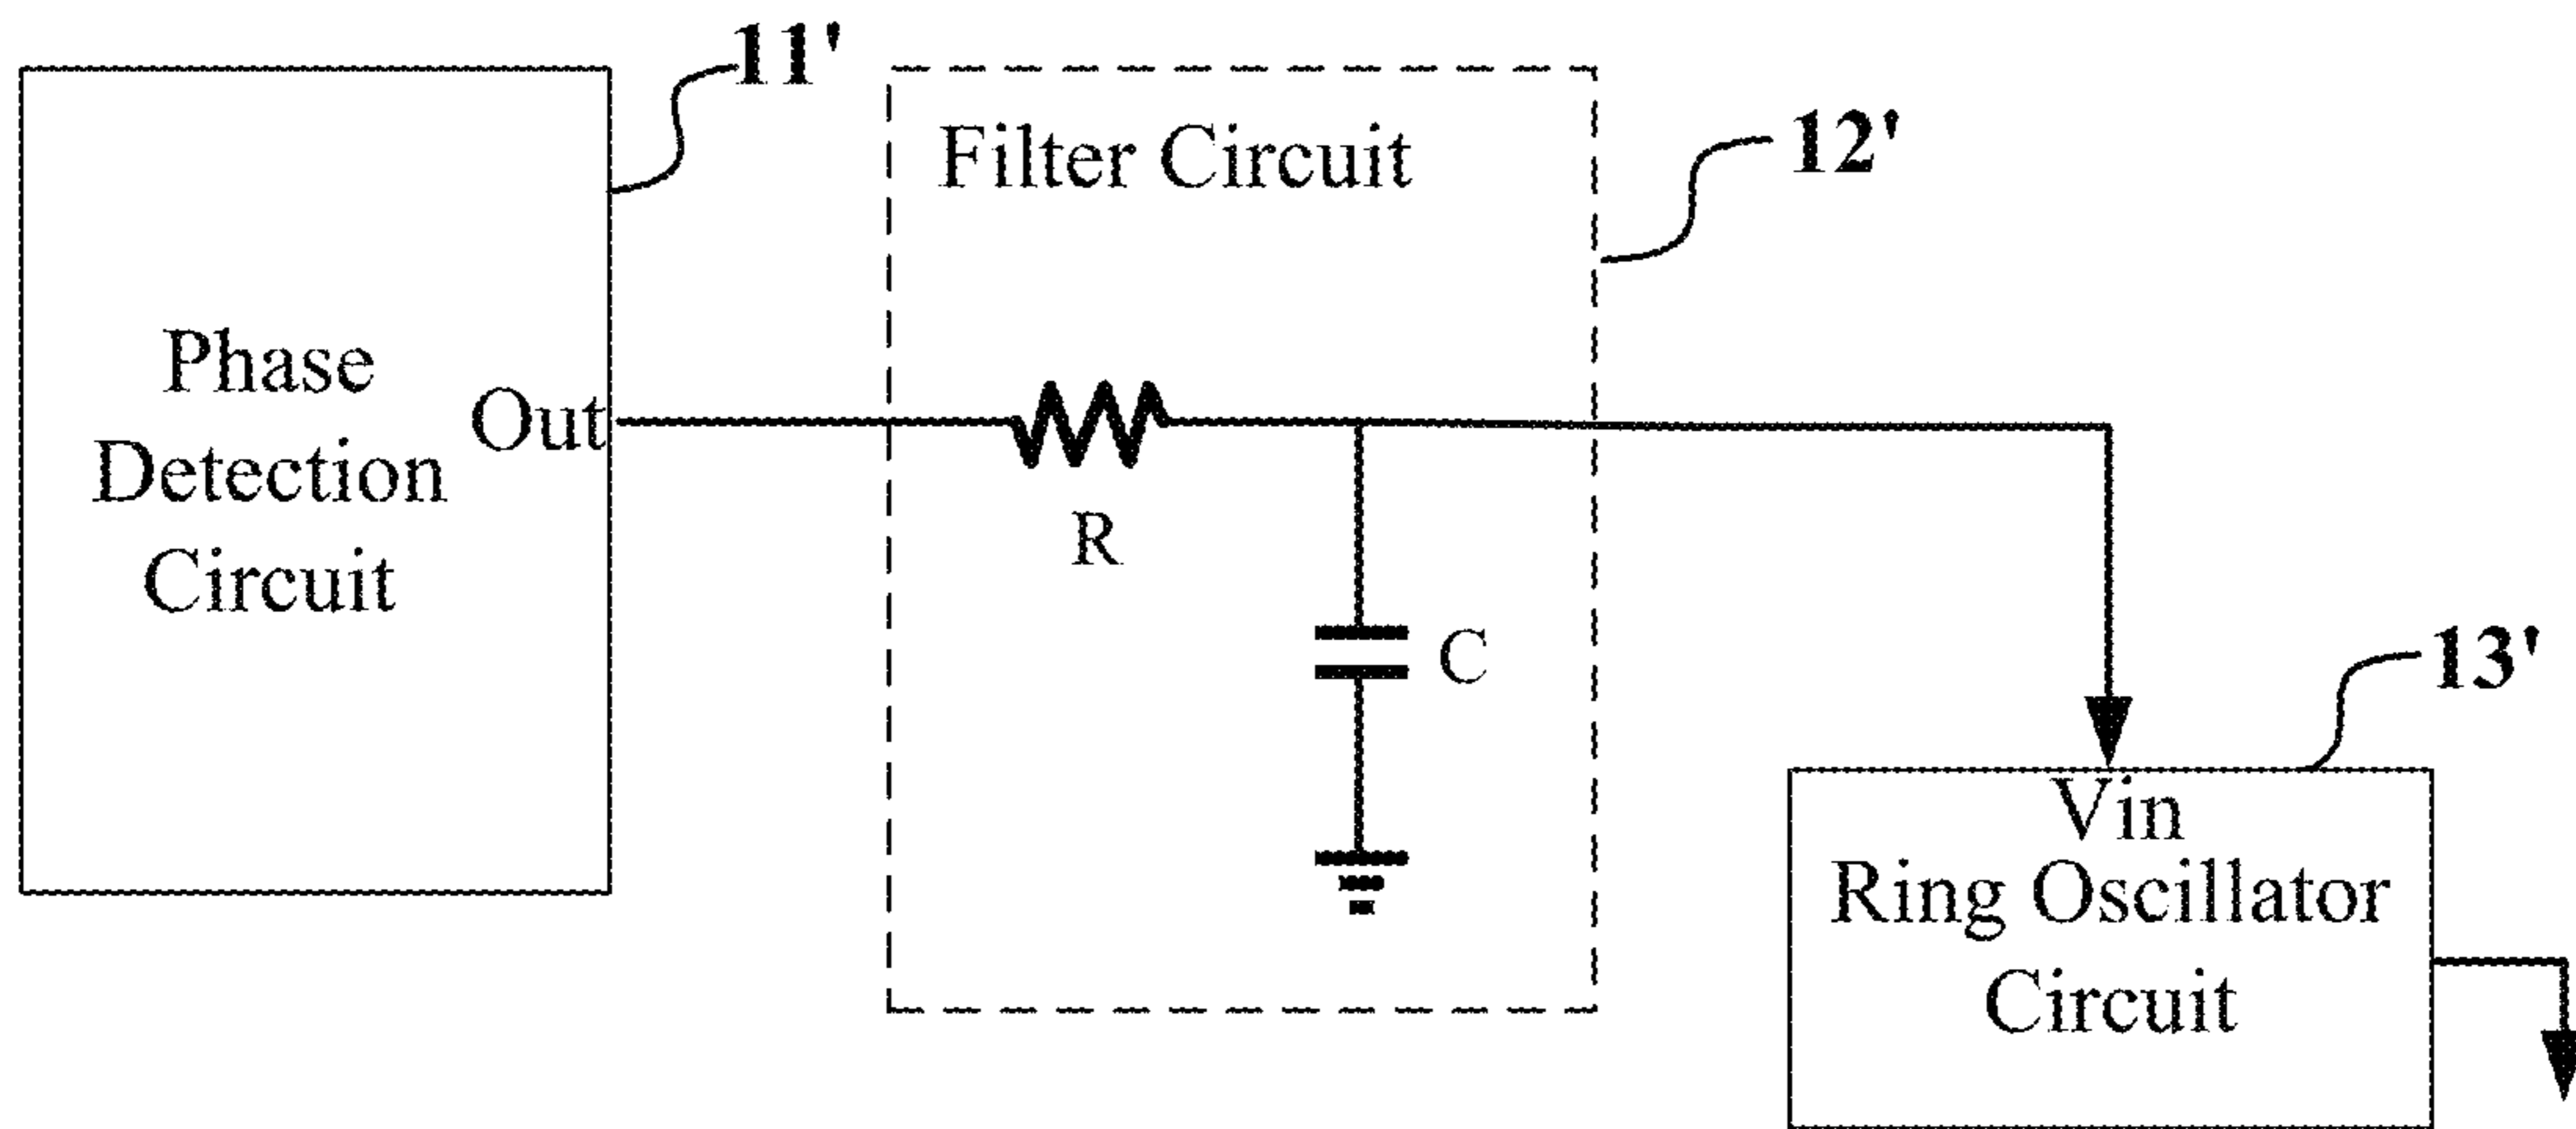 11'
Filter Circuit
12'
Phase
Detection
Circuit
Out
R
C
13'
Vin
Ring Oscillator
Circuit